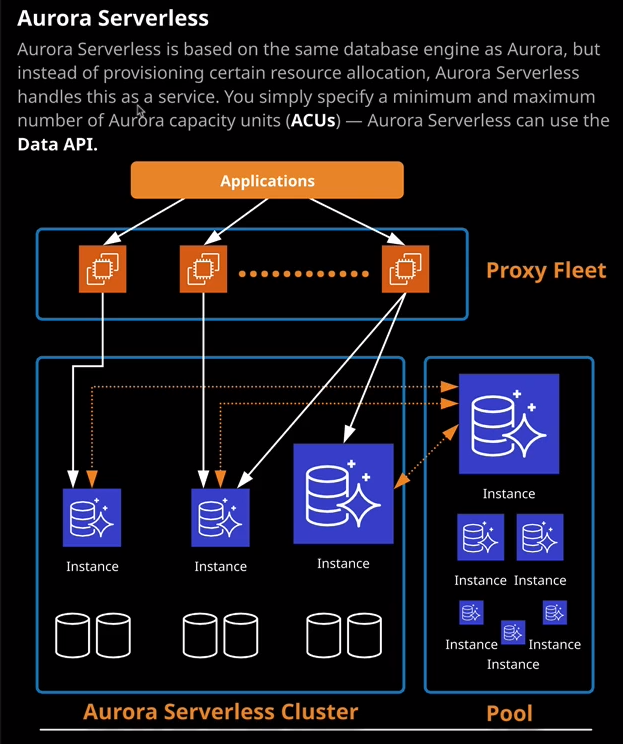 Aurora Serverless
Aurora Serverless is based on the same database engine as Aurora, but
instead of provisioning certain resource allocation, Aurora Serverless
handles this as a service. You simply specify a minimum and maximum
number of Aurora capacity units (ACUs) — Aurora Serverless can use the
Data API.
Applications
Proxy Fleet
Instance
Instance
Instance
Instance
Instance
Instance
Instance
Instance
Instance
Aurora Serverless Cluster
Pool